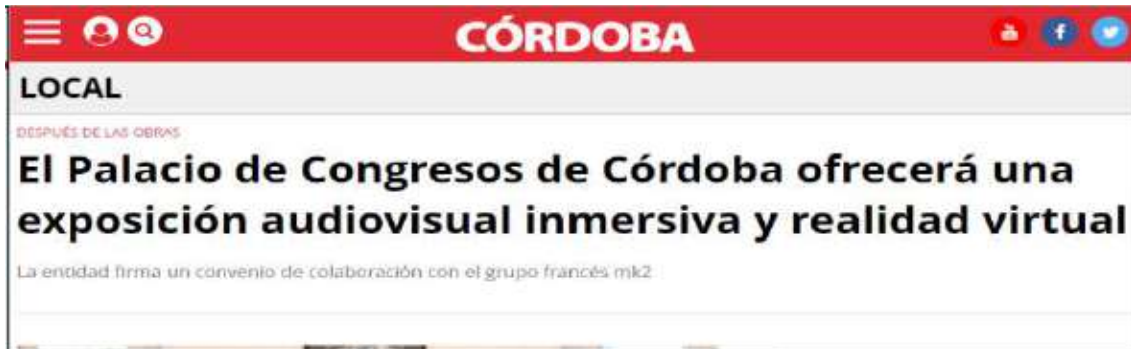 CÓRDOBA
LOCAL
DESPUÉS DE LAS OBRAS
El Palacio de Congresos de Córdoba ofrecerá una
exposición audiovisual inmersiva y realidad virtual
La entidad firma un convenio de colaboración con el grupo francés mk2